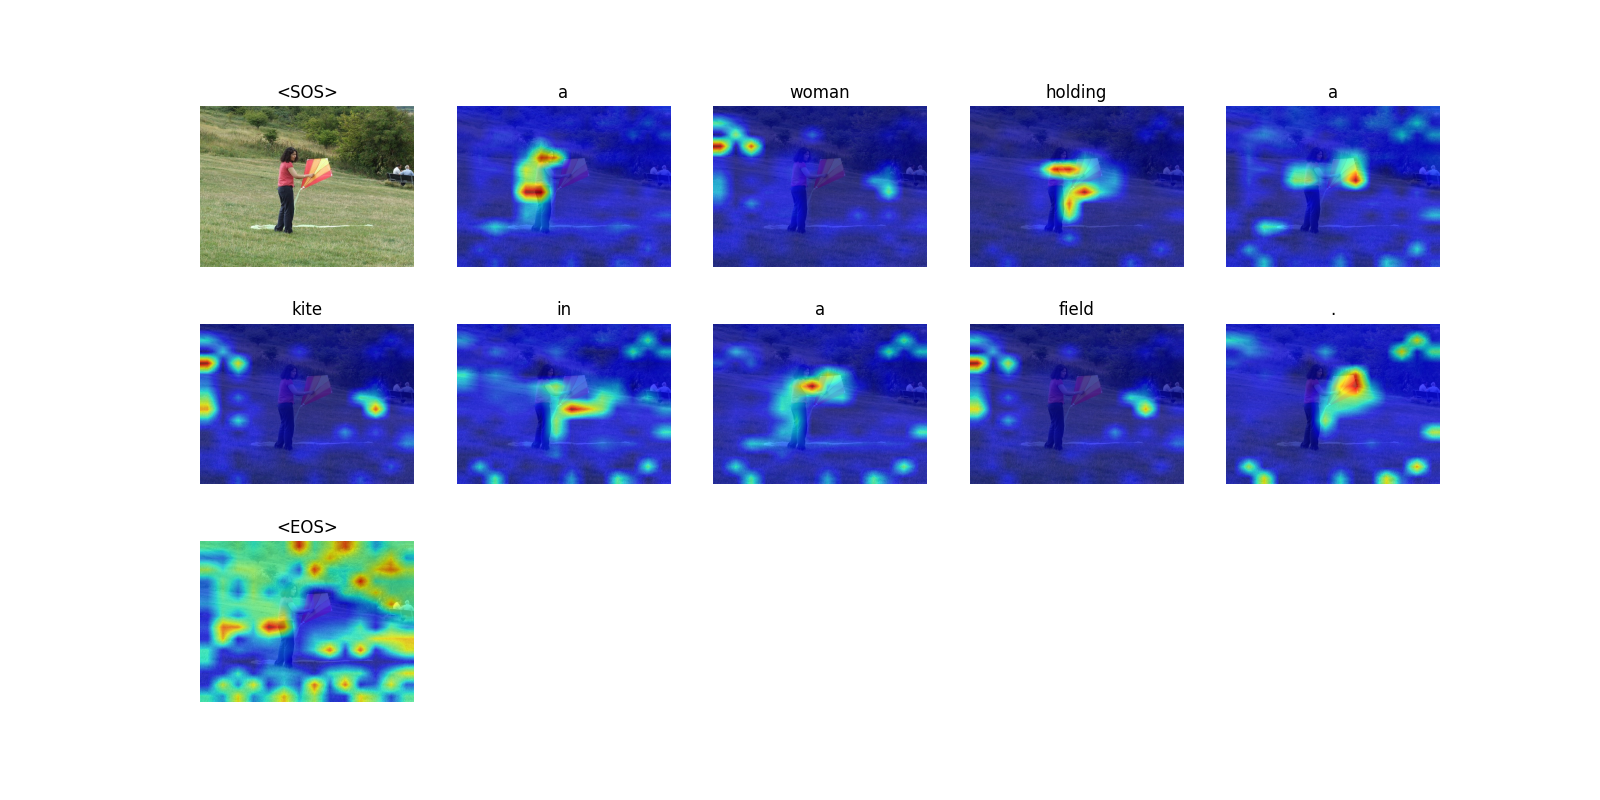 <SOS> a woman holding a
kite in a field .
<EOS>